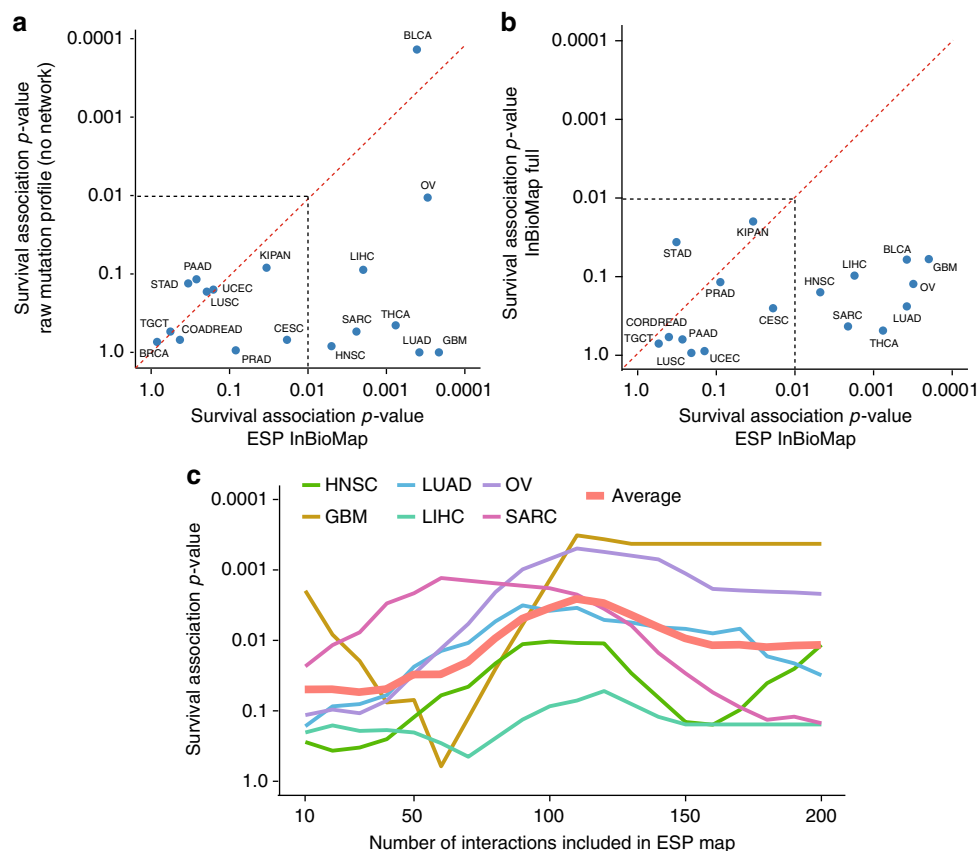 a
Survival association p-value
raw mutation profile (no network)
0.0001
0.001
0.01
0.1
1.0
BLCA
OV
KIPAN
LIHC
PAAD
STAD
UCEC
LUSC
TGCT
COADREAD
BRCA
PRAD
CESC
SARC
THCA
HNSC
LUAD
GBM
1.0
0.1
0.01
0.001
0.0001
Survival association p-value
ESP InBioMap
b
Survival association p-value
InBioMap full
0.0001
0.001
0.01
0.1
1.0
KIPAN
STAD
PRAD
BLCA
GBM
LIHC
HNSC
OV
CESC
SARC
LUAD
THCA
CORDREAD
TGCT
PAAD
LUSC
UCEC
1.0
0.1
0.01
0.001
0.0001
Survival association p-value
ESP InBioMap
c
HNSC
LUAD
OV
Average
GBM
LIHC
SARC
Survival association p-value
0.0001
0.001
0.01
0.1
1.0
10
50
100
150
200
Number of interactions included in ESP map